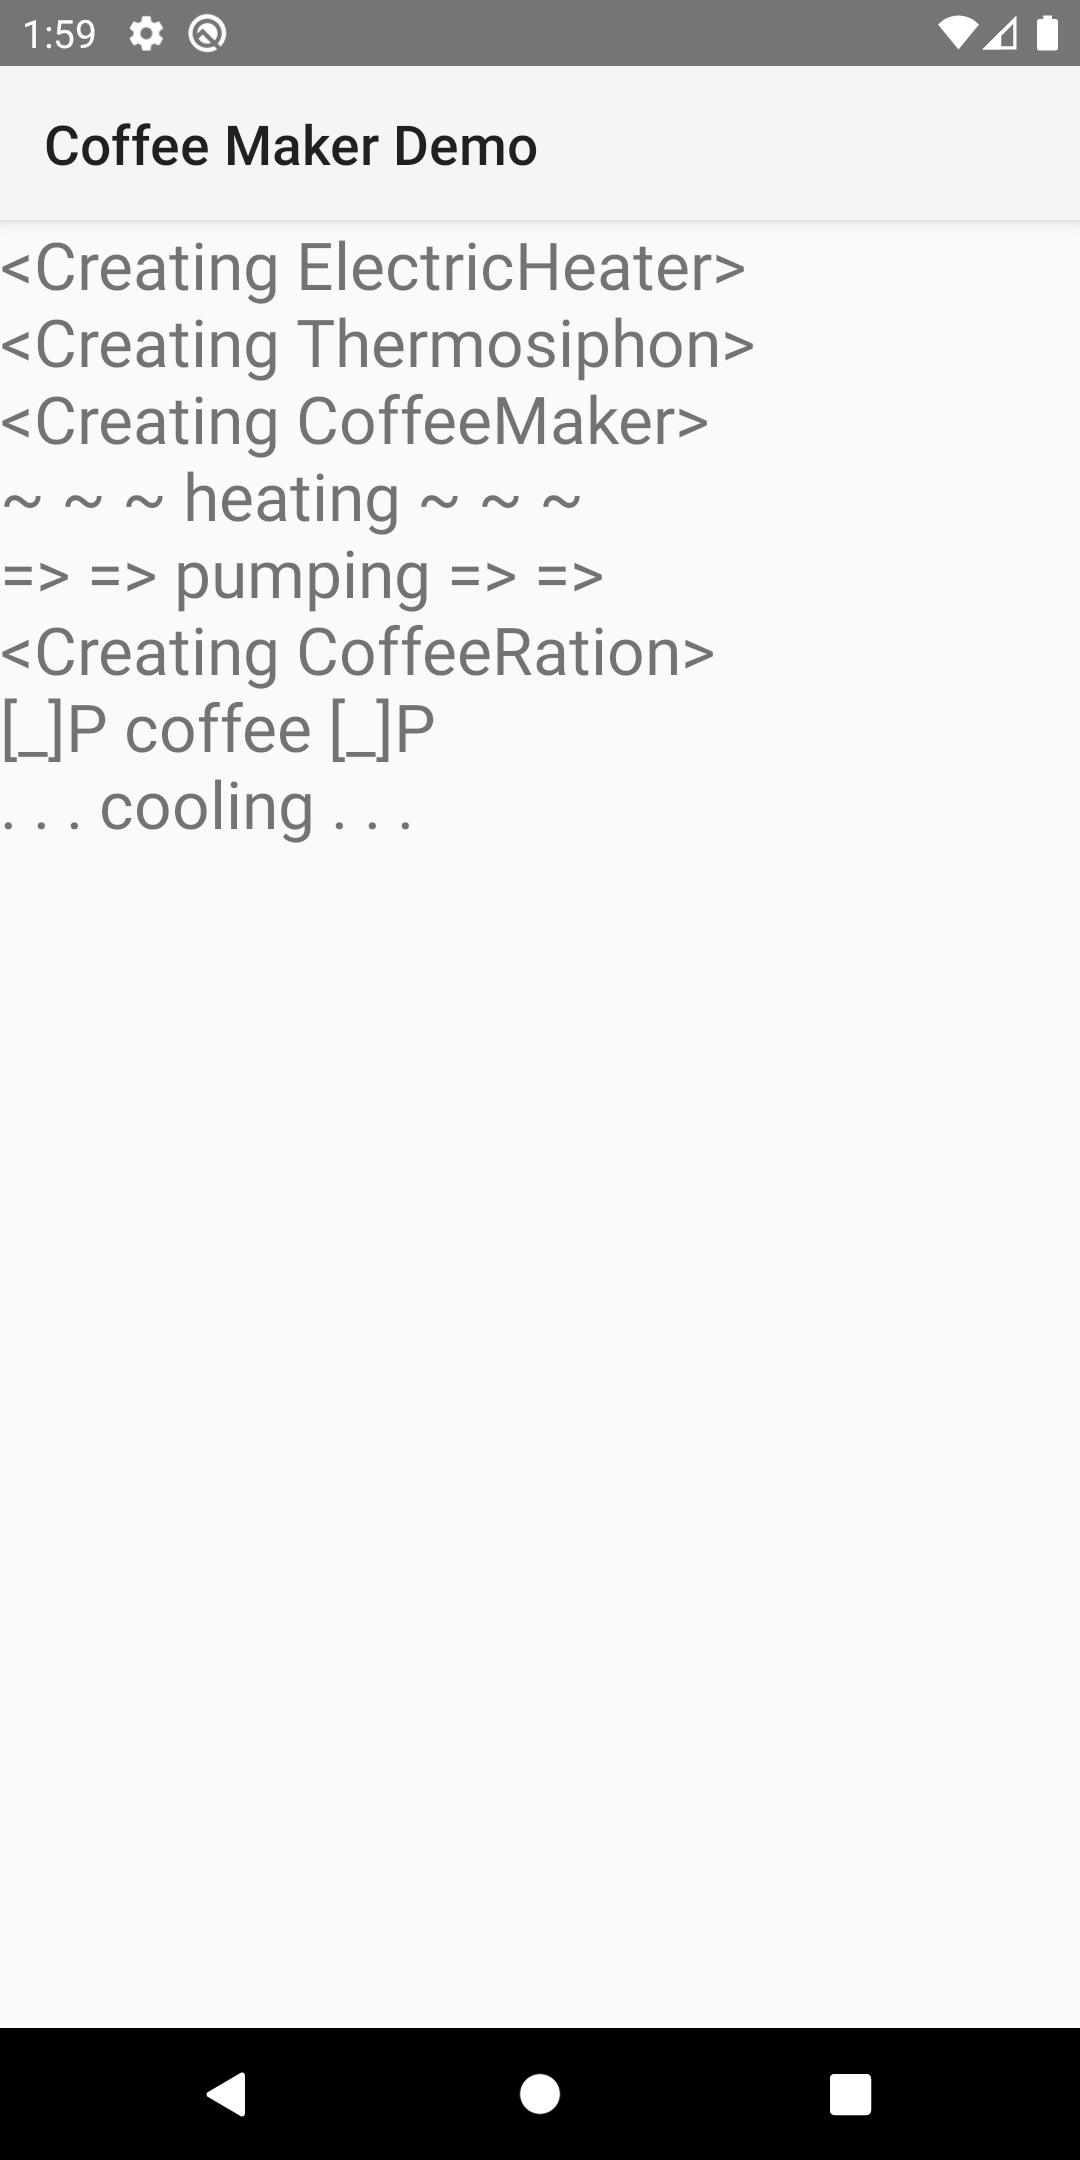 1:59
Coffee Maker Demo
<Creating ElectricHeater>
<Creating Thermosiphon>
<Creating CoffeeMaker>
~ ~ ~ heating ~ ~ ~
=> => pumping => =>
<Creating CoffeeRation>
[_]P coffee [_]P
. . . cooling . . .